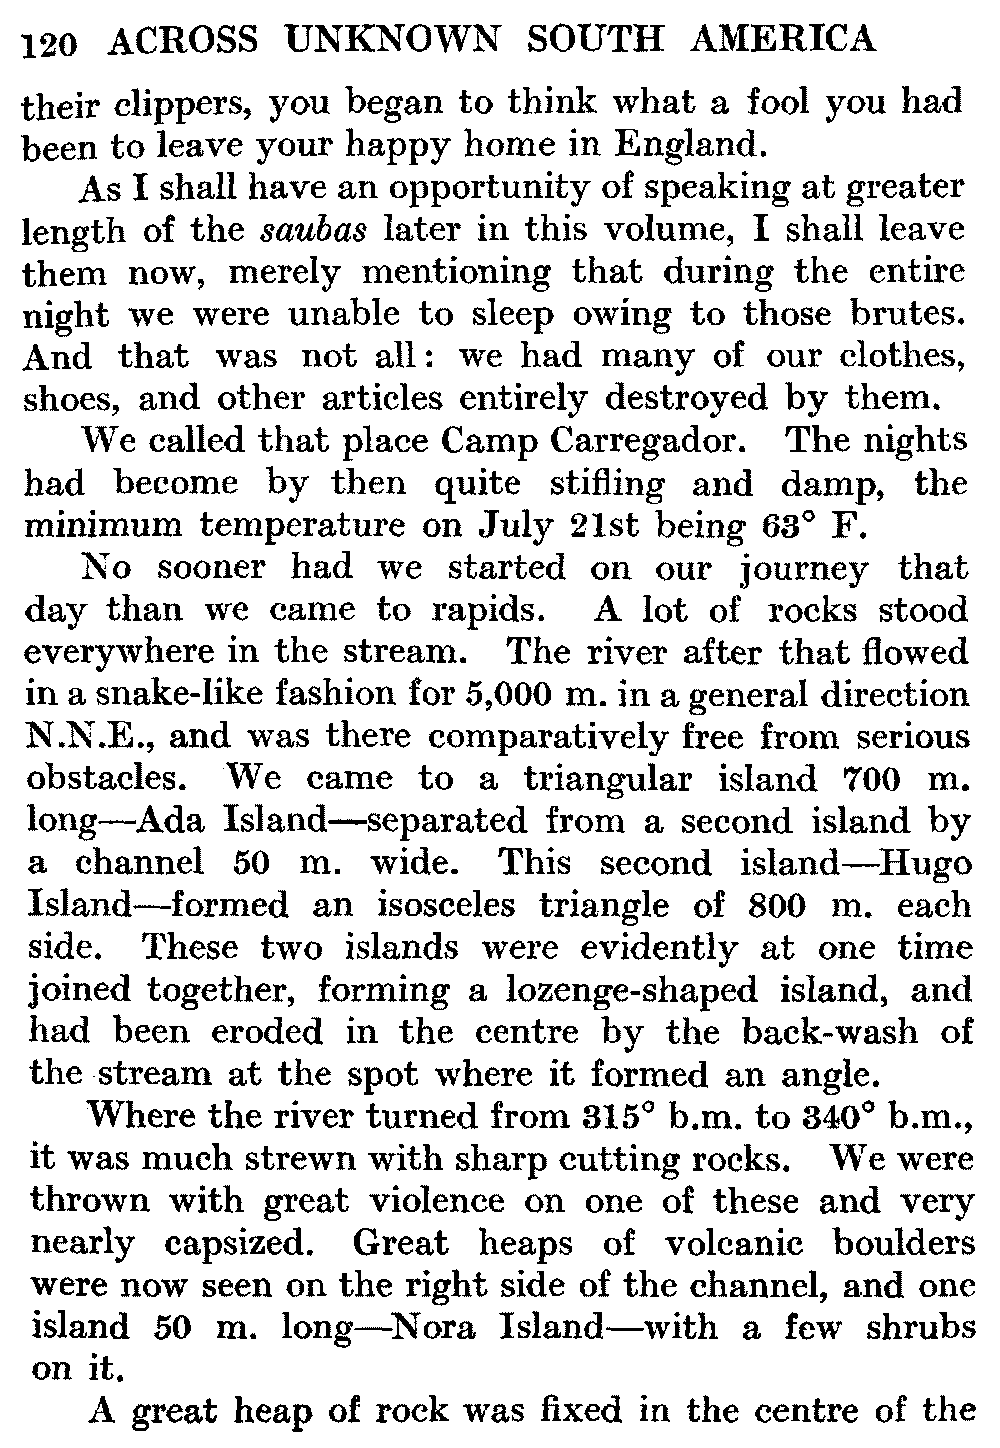 120 ACROSS UNKNOWN SOUTH AMERICA
their clippers, you began to think what a fool you had
been to leave your happy home in England.
As I shall have an opportunity of speaking at greater
length of the saubas later in this volume, I shall leave
them now, merely mentioning that during the entire
night we were unable to sleep owing to those brutes.
And that was not all: we had many of our clothes,
shoes, and other articles entirely destroyed by them.
We called that place Camp Carregador. The nights
had become by then quite stifling and damp, the
minimum temperature on July 21st being 63° F.
No sooner had we started on our journey that
day than we came to rapids. A lot of rocks stood
everywhere in the stream. The river after that flowed
in a snake-like fashion for 5,000 m. in a general direction
N.N.E., and was there comparatively free from serious
obstacles. We came to a triangular island 700 m.
long—Ada Island—separated from a second island by
a channel 50 m. wide. This second island—Hugo
Island—formed an isosceles triangle of 800 m. each
side. These two islands were evidently at one time
joined together, forming a lozenge-shaped island, and
had been eroded in the centre by the back-wash of
the stream at the spot where it formed an angle.
Where the river turned from 315° b.m. to 340° b.m.,
it was much strewn with sharp cutting rocks. We were
thrown with great violence on one of these and very
nearly capsized. Great heaps of volcanic boulders
were now seen on the right side of the channel, and one
island 50 m. long—Nora Island—with a few shrubs
on it.
A great heap of rock was fixed in the centre of the